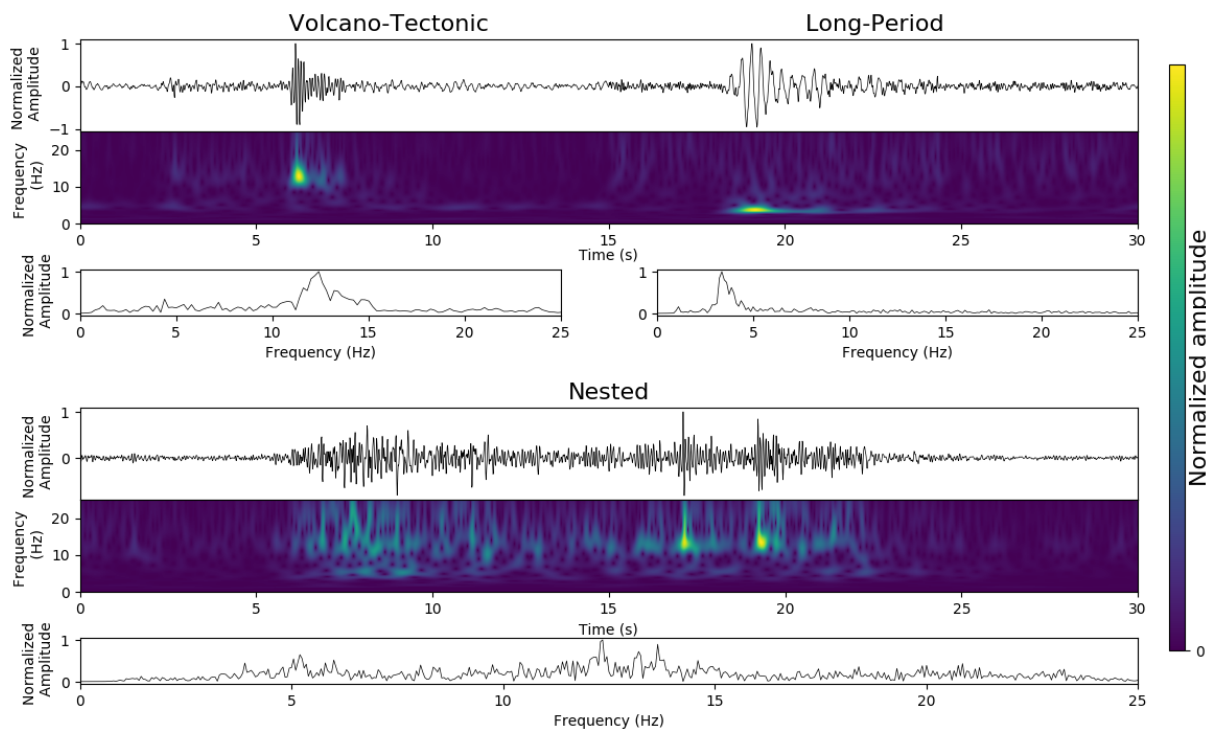 Volcano-Tectonic
Long-Period
Normalized
Amplitude
1
0
−1
Frequency
(Hz)
20
10
0
0 5 10 15 20 25 30
Time (s)
Normalized
Amplitude
1
0
0 5 10 15 20 25
Frequency (Hz)
1
0
0 5 10 15 20 25
Frequency (Hz)
Nested
Normalized
Amplitude
1
0
Frequency
(Hz)
20
10
0
0 5 10 15 20 25 30
Time (s)
Normalized
Amplitude
1
0
0 5 10 15 20 25
Frequency (Hz)
Normalized amplitude
0